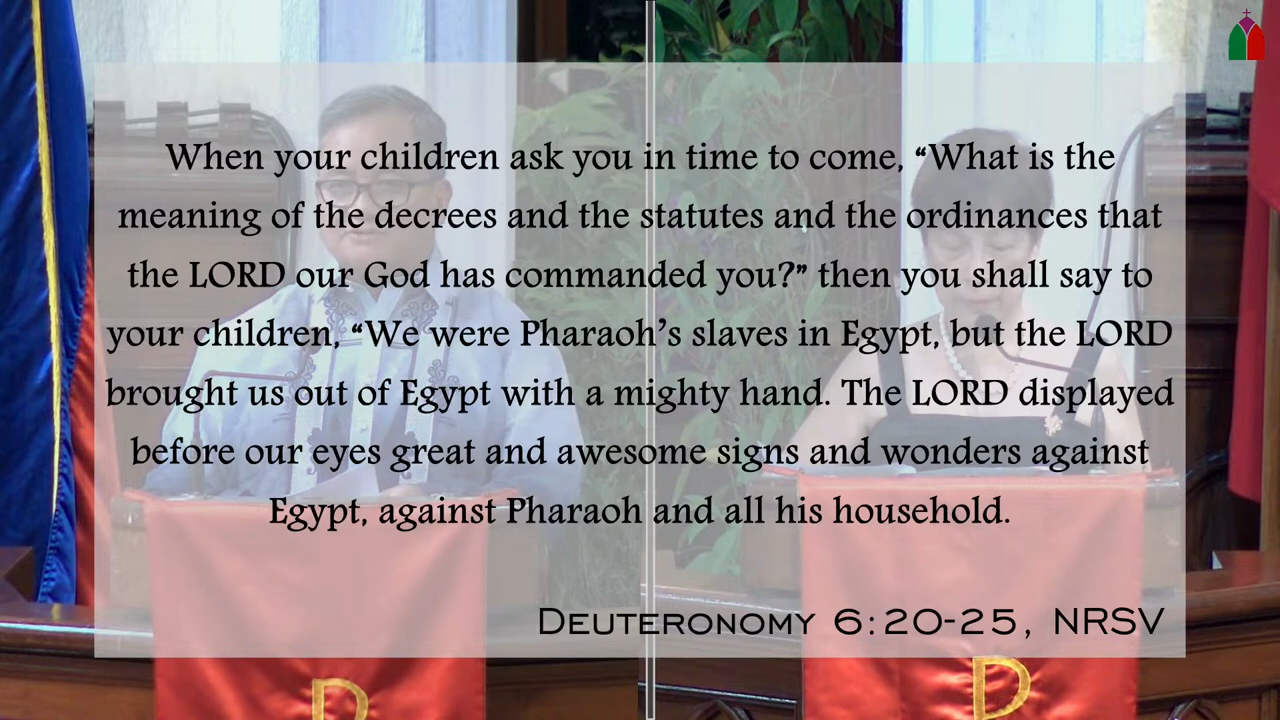 When your children ask you in time to come, “What is the
meaning of the decrees and the statutes and the ordinances that
the LORD our God has commanded you?” then you shall say to
your children, “We were Pharaoh’s slaves in Egypt, but the LORD
brought us out of Egypt with a mighty hand. The LORD displayed
before our eyes great and awesome signs and wonders against
Egypt, against Pharaoh and all his household.
Deuteronomy 6:20-25, NRSV